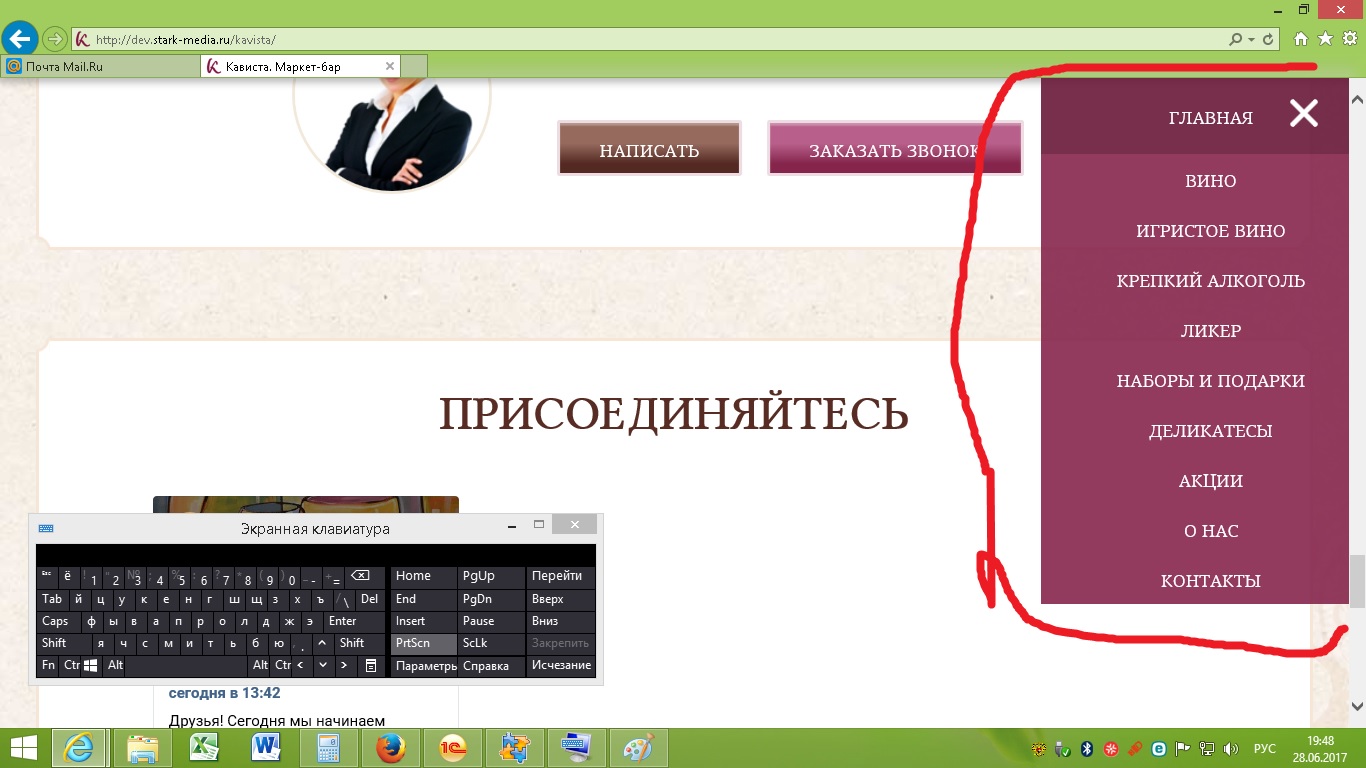 http://dev.stark-media.ru/kavista/
Почта Mail.Ru
Кависта. Маркет-бар
НАПИСАТЬ
ЗАКАЗАТЬ ЗВОНОК
ГЛАВНАЯ
ВИНО
ИГРИСТОЕ ВИНО
КРЕПКИЙ АЛКОГОЛЬ
ЛИКЕР
НАБОРЫ И ПОДАРКИ
ДЕЛИКАТЕСЫ
АКЦИИ
О НАС
КОНТАКТЫ
ПРИСОЕДИНЯЙТЕСЬ
Экранная клавиатура
Esc ё ! 1 " 2 № 3 ; 4 % 5 : 6 ? 7 * 8 ( 9 ) 0 _ - + = Home PgUp Перейти
Tab й ц у к е н г ш щ з х ъ / \ Del End PgDn Вверх
Caps ф ы в а п р о л д ж э Enter Insert Pause Вниз
Shift я ч с м и т ь б ю , . ^ Shift PrtScn ScLk Закрепить
Fn Ctr Alt Alt Ctr Параметры Справка Исчезание
сегодня в 13:42
Друзья! Сегодня мы начинаем
1С
РУС
19:48
28.06.2017